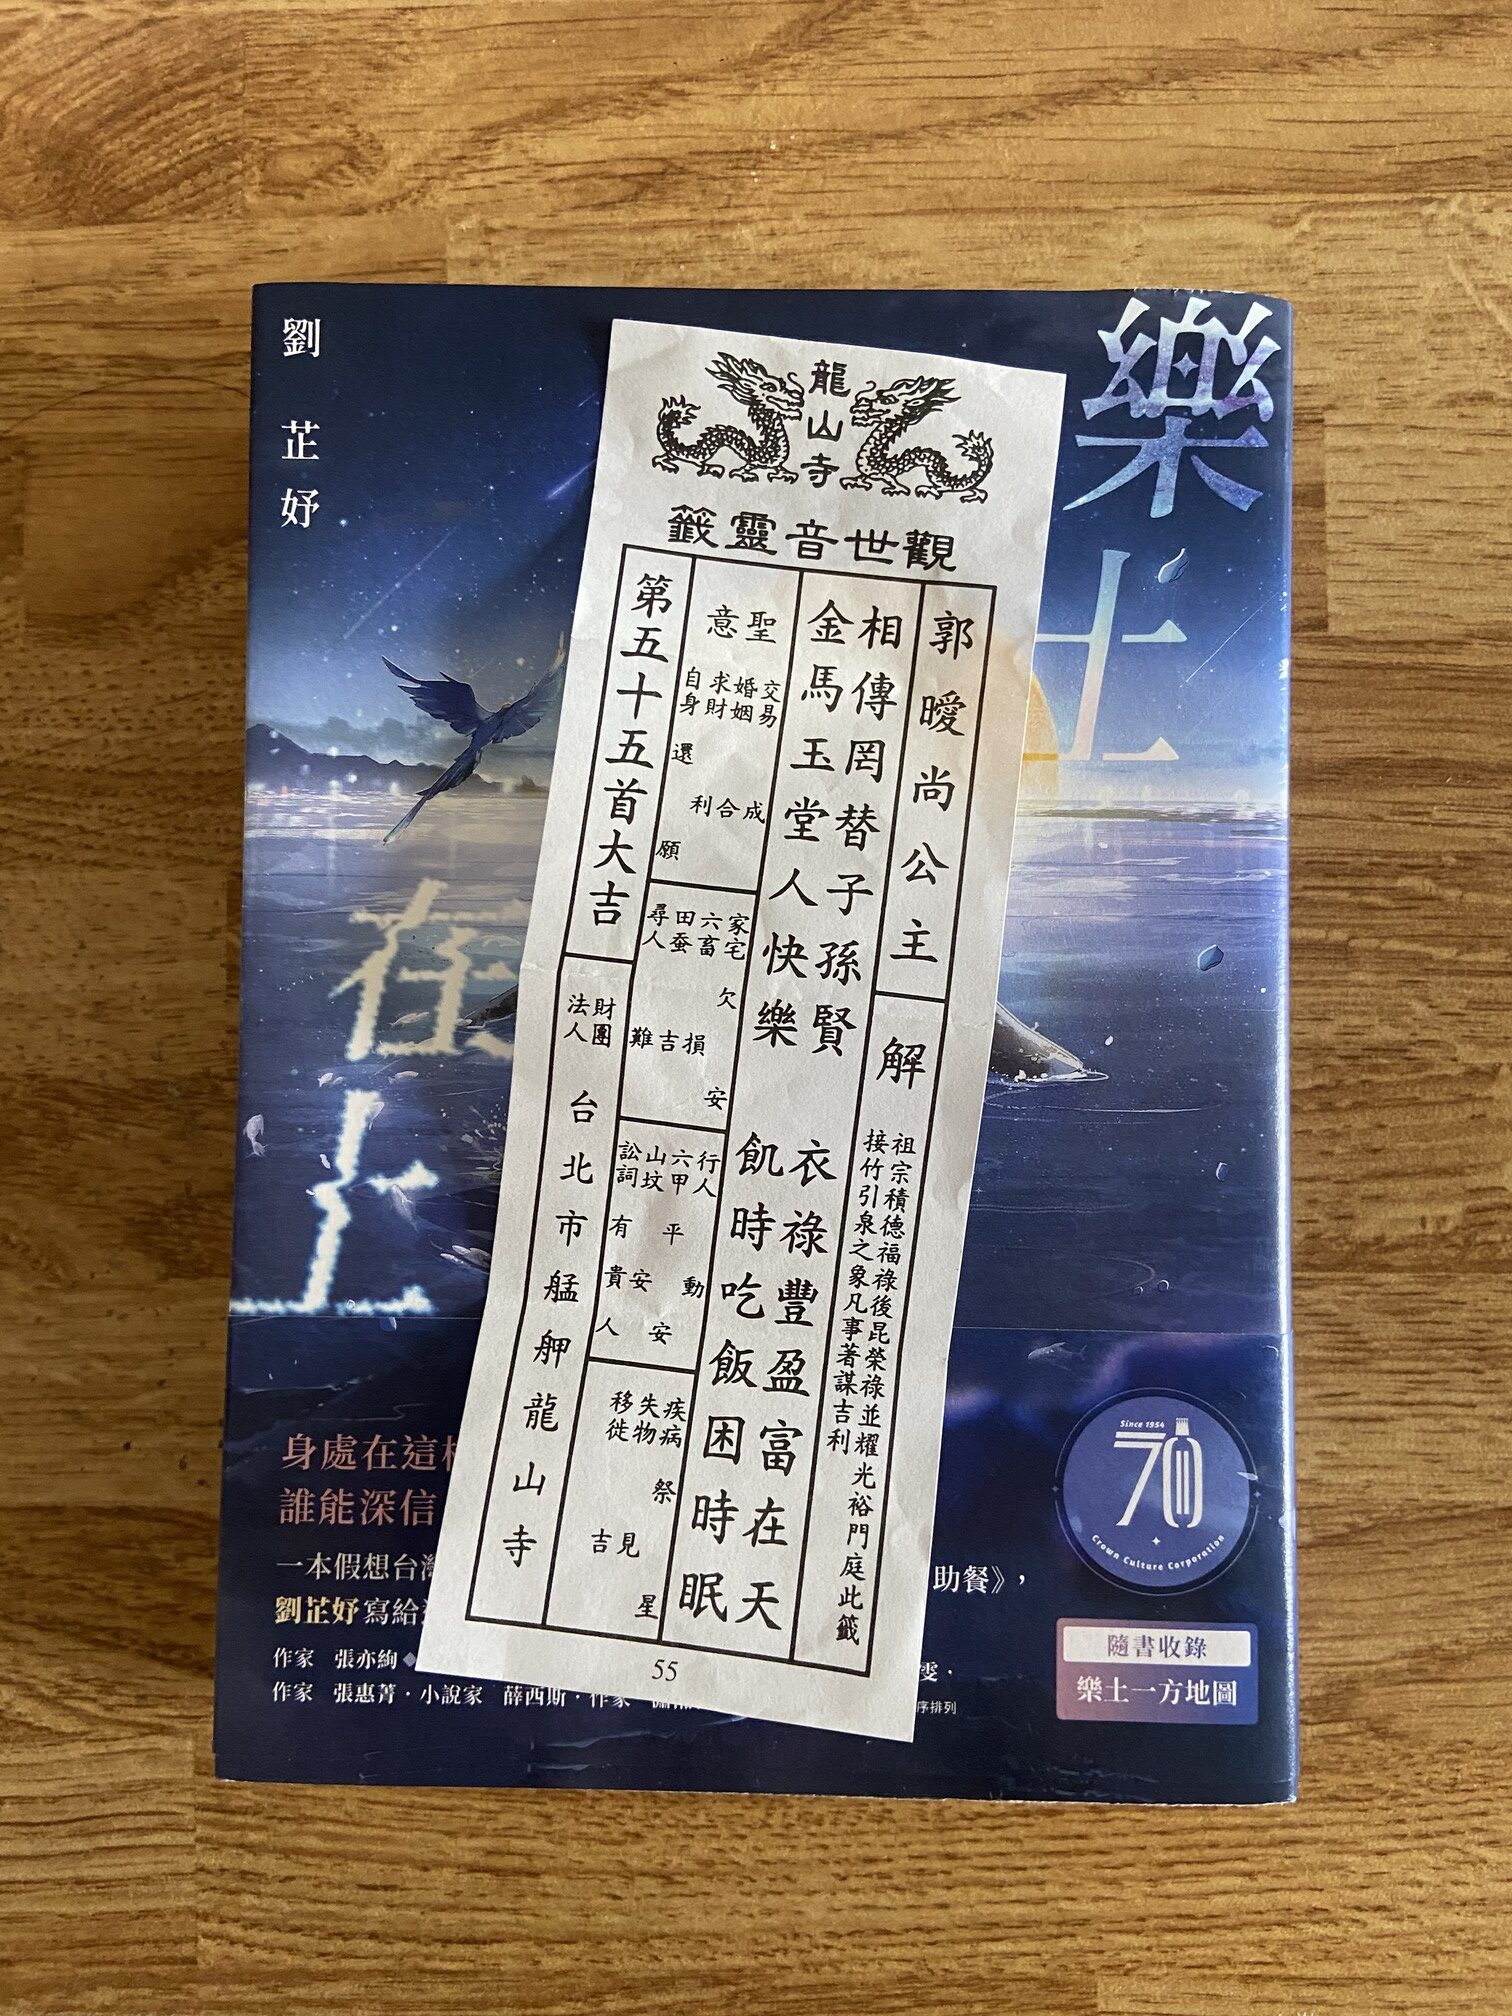 樂土
在上
劉芷妤
龍山寺
觀世音靈籤
郭曖尚公主
解
祖宗積德福祿後昆榮祿並耀光裕門庭此籤
接竹引泉之象凡事著謀吉利
相傳罔替子孫賢 衣祿豐盈富在天
金馬玉堂人快樂 飢時吃飯困時眠
聖意
交易 成
婚姻 合
求財 利
自身 還願
家宅 欠安
六畜 損
田蚕 吉
尋人 難
行人 動
六甲 安
山坟 平安
訟詞 有貴人
疾病 祭星
失物 見
移徙 吉
第五十五首大吉
財團法人 台北市艋舺龍山寺
55
身處在這
誰能深信
一本假想台灣
助餐》，
劉芷妤寫給
作家 張亦絢◆
雯·
作家 張惠菁·小說家 薛西斯·作家
序排列
Since 1954
70
Crown Culture Corporation
隨書收錄
樂土一方地圖